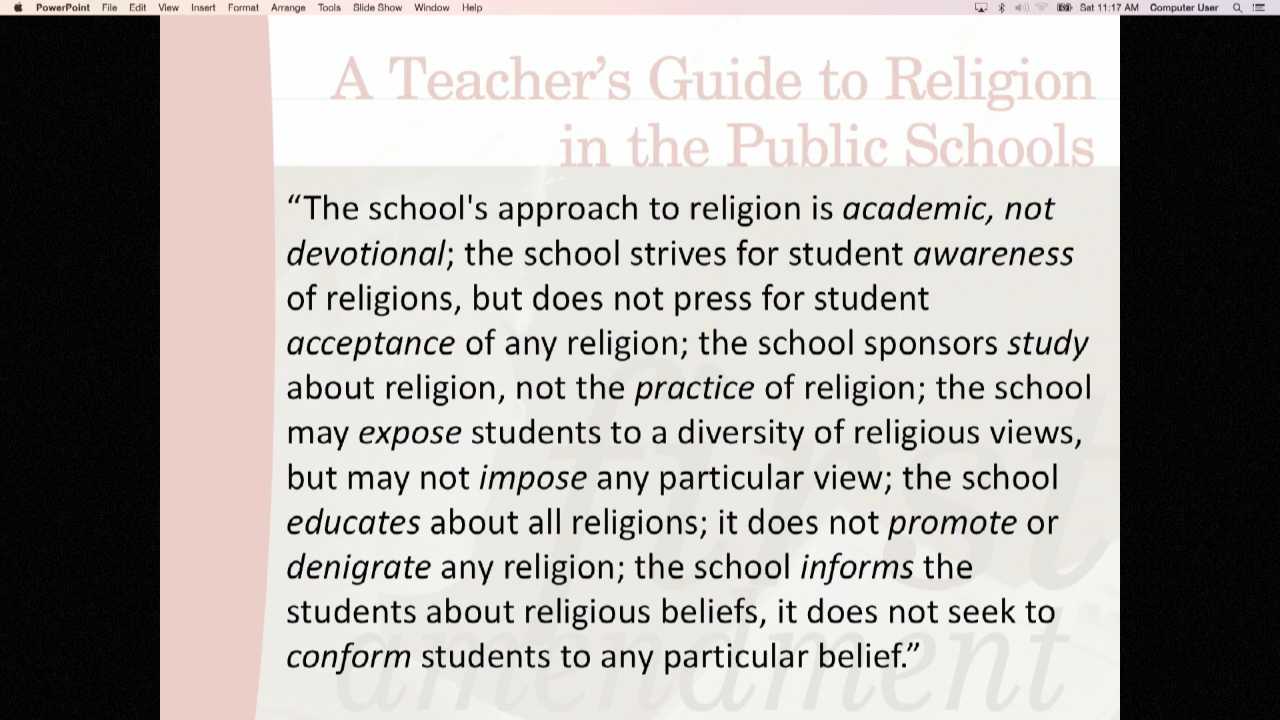 PowerPoint File Edit View Insert Format Arrange Tools Slide Show Window Help Sat 11:17 AM Computer User
A Teacher’s Guide to Religion
in the Public Schools
“The school's approach to religion is academic, not
devotional; the school strives for student awareness
of religions, but does not press for student
acceptance of any religion; the school sponsors study
about religion, not the practice of religion; the school
may expose students to a diversity of religious views,
but may not impose any particular view; the school
educates about all religions; it does not promote or
denigrate any religion; the school informs the
students about religious beliefs, it does not seek to
conform students to any particular belief.”
first
amendment